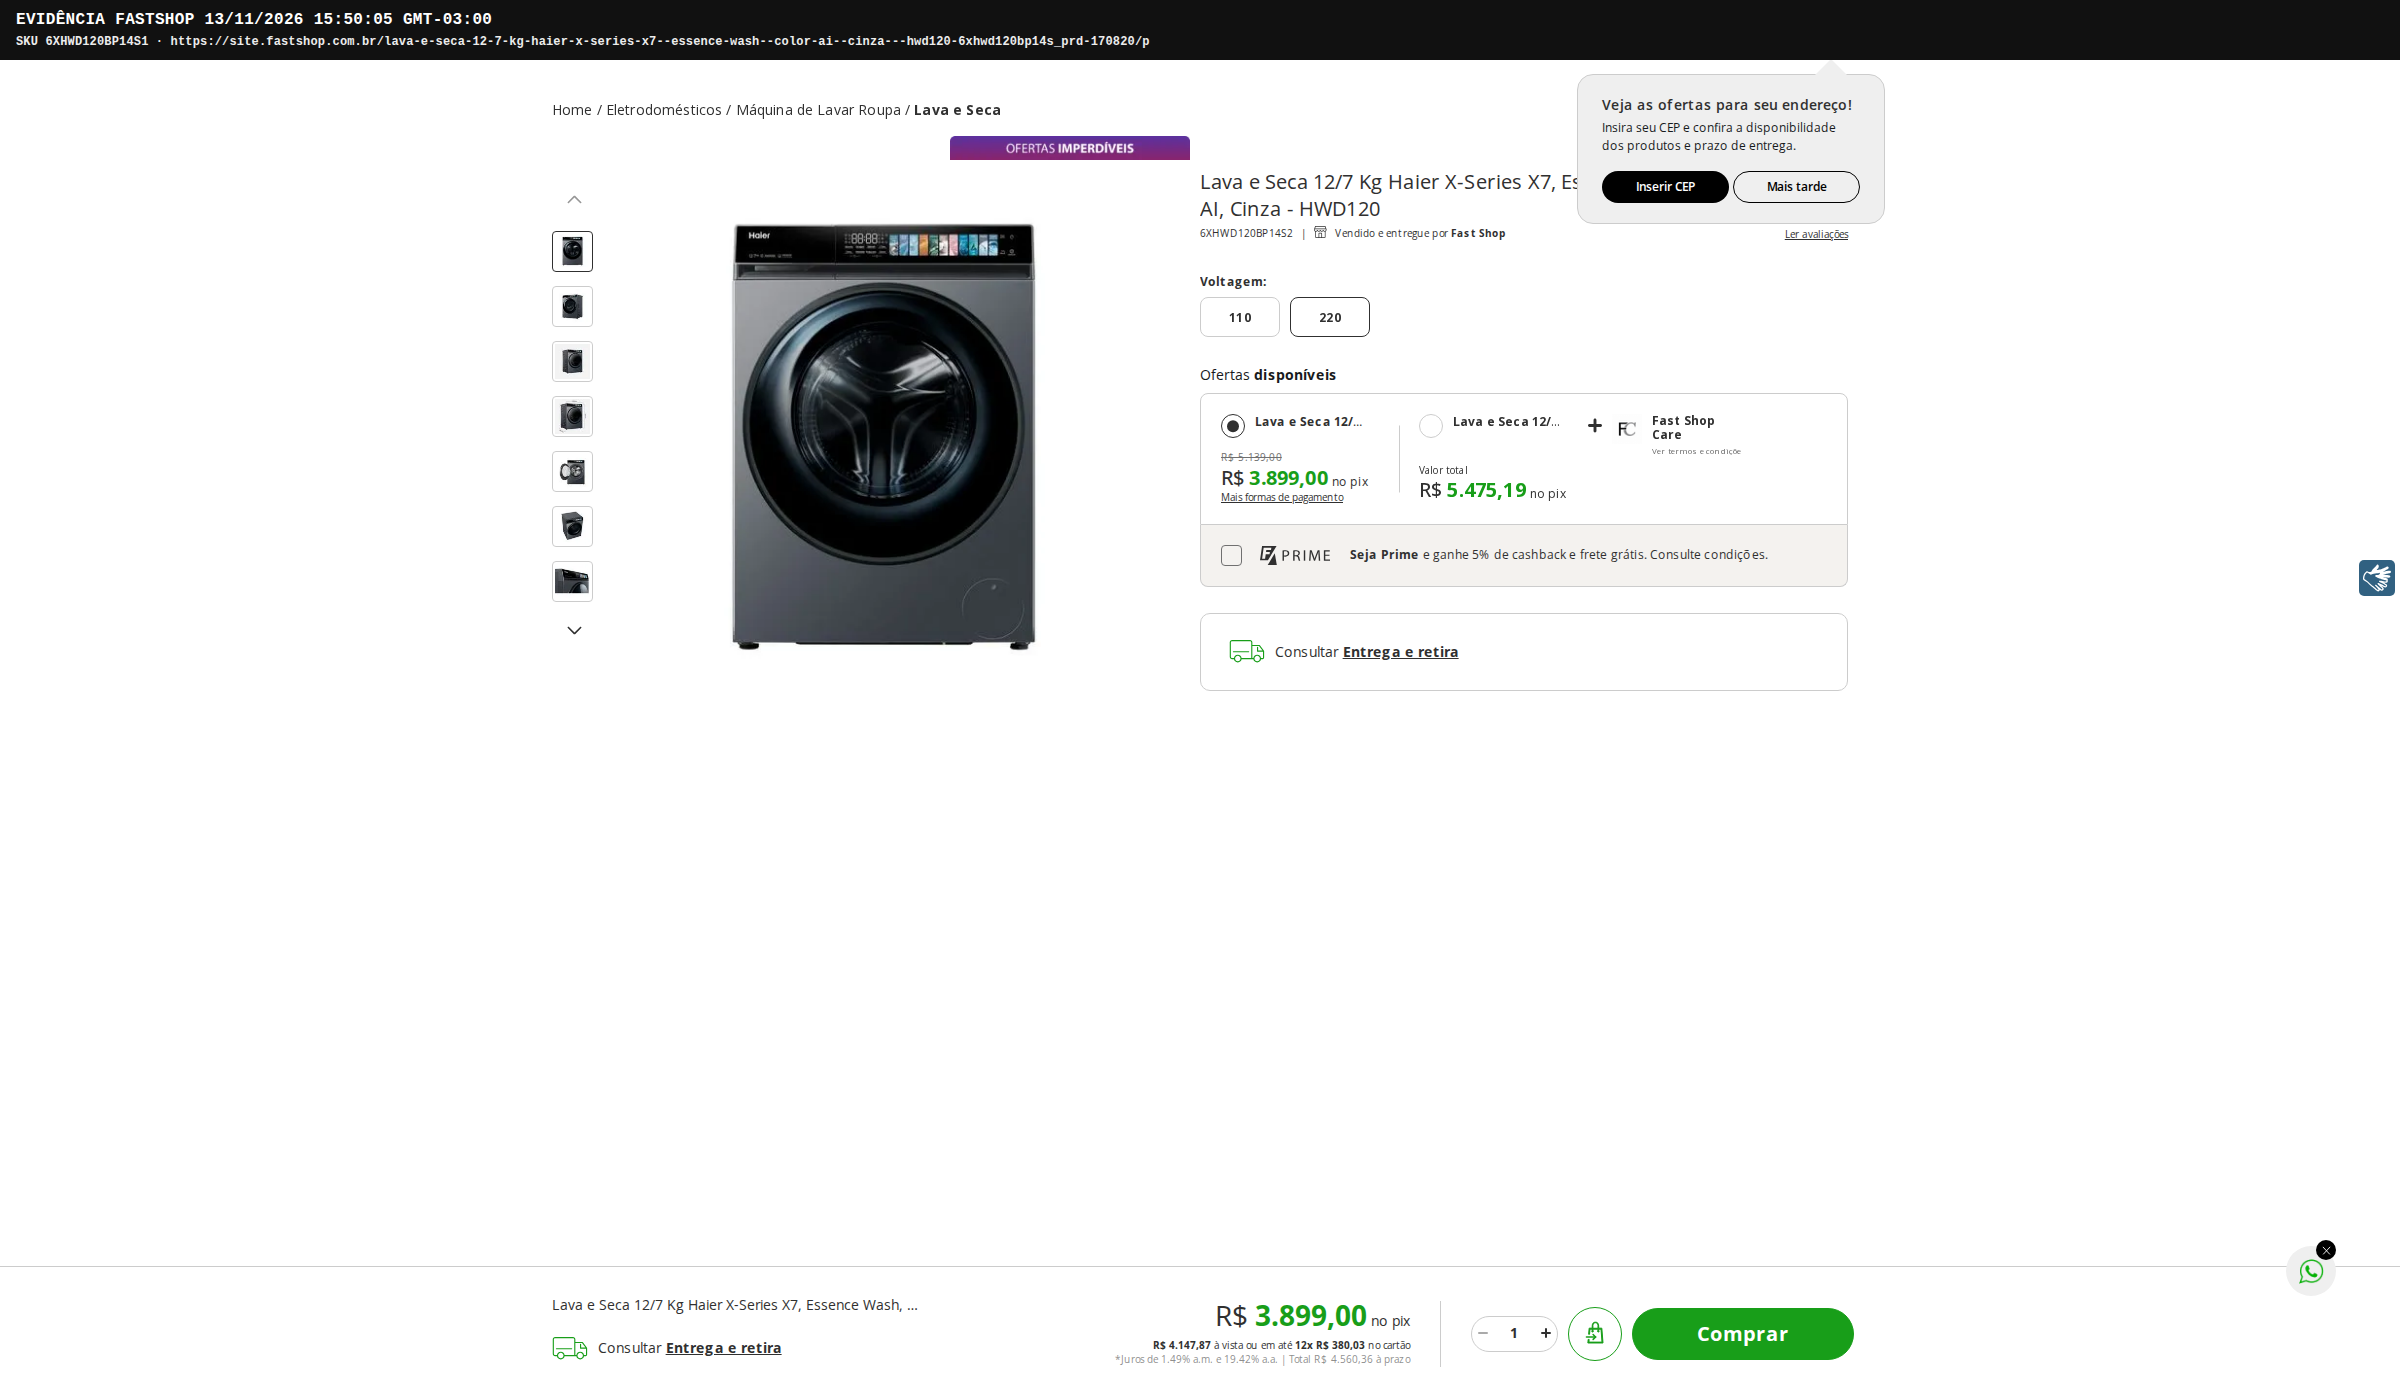 EVIDÊNCIA FASTSHOP 13/11/2026 15:50:05 GMT-03:00
SKU 6XHWD120BP14S1 · https://site.fastshop.com.br/lava-e-seca-12-7-kg-haier-x-series-x7--essence-wash--color-ai--cinza---hwd120-6xhwd120bp14s_prd-170820/p
Veja as ofertas para seu endereço!
Insira seu CEP e confira a disponibilidade
dos produtos e prazo de entrega.
Inserir CEP
Mais tarde
Home / Eletrodomésticos / Máquina de Lavar Roupa / Lava e Seca
OFERTAS IMPERDÍVEIS
Haier
Lava e Seca 12/7 Kg Haier X-Series X7, Es
AI, Cinza - HWD120
6XHWD120BP14S2 | Vendido e entregue por Fast Shop
Ler avaliações
Voltagem:
110
220
Ofertas disponíveis
Lava e Seca 12/...
R$ 5.139,00
R$ 3.899,00 no pix
Mais formas de pagamento
Lava e Seca 12/...
+
FC
Fast Shop
Care
Ver termos e condiçõe
Valor total
R$ 5.475,19 no pix
PRIME
Seja Prime e ganhe 5% de cashback e frete grátis. Consulte condições.
Consultar Entrega e retira
Lava e Seca 12/7 Kg Haier X-Series X7, Essence Wash, ...
Consultar Entrega e retira
R$ 3.899,00 no pix
R$ 4.147,87 à vista ou em até 12x R$ 380,03 no cartão
*Juros de 1.49% a.m. e 19.42% a.a. | Total R$ 4.560,36 à prazo
− 1 +
Comprar